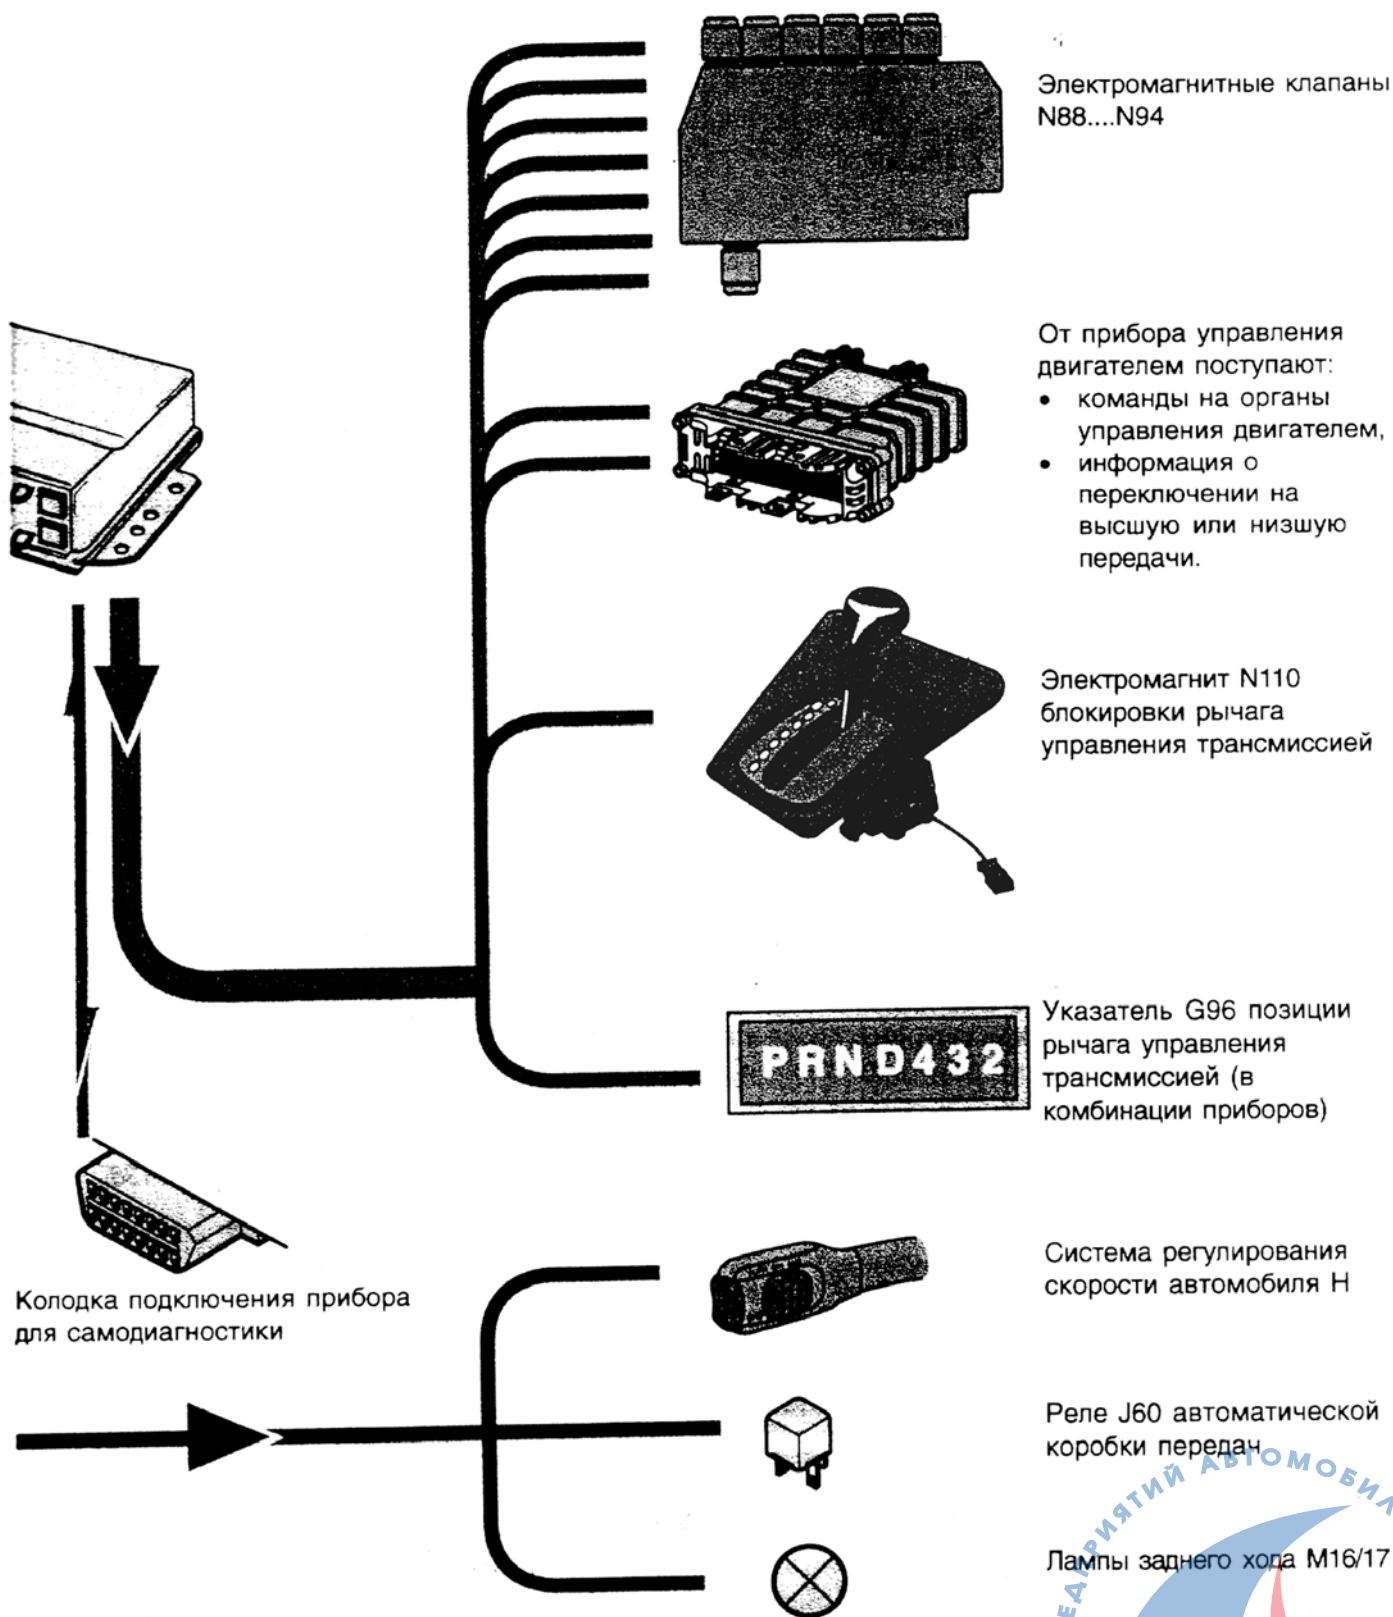 Электромагнитные клапаны
N88....N94
От прибора управления
двигателем поступают:
• команды на органы
управления двигателем,
• информация о
переключении на
высшую или низшую
передачи.
Электромагнит N110
блокировки рычага
управления трансмиссией
PRND432
Указатель G96 позиции
рычага управления
трансмиссией (в
комбинации приборов)
Колодка подключения прибора
для самодиагностики
Система регулирования
скорости автомобиля H
Реле J60 автоматической
коробки передач
Лампы заднего хода M16/17